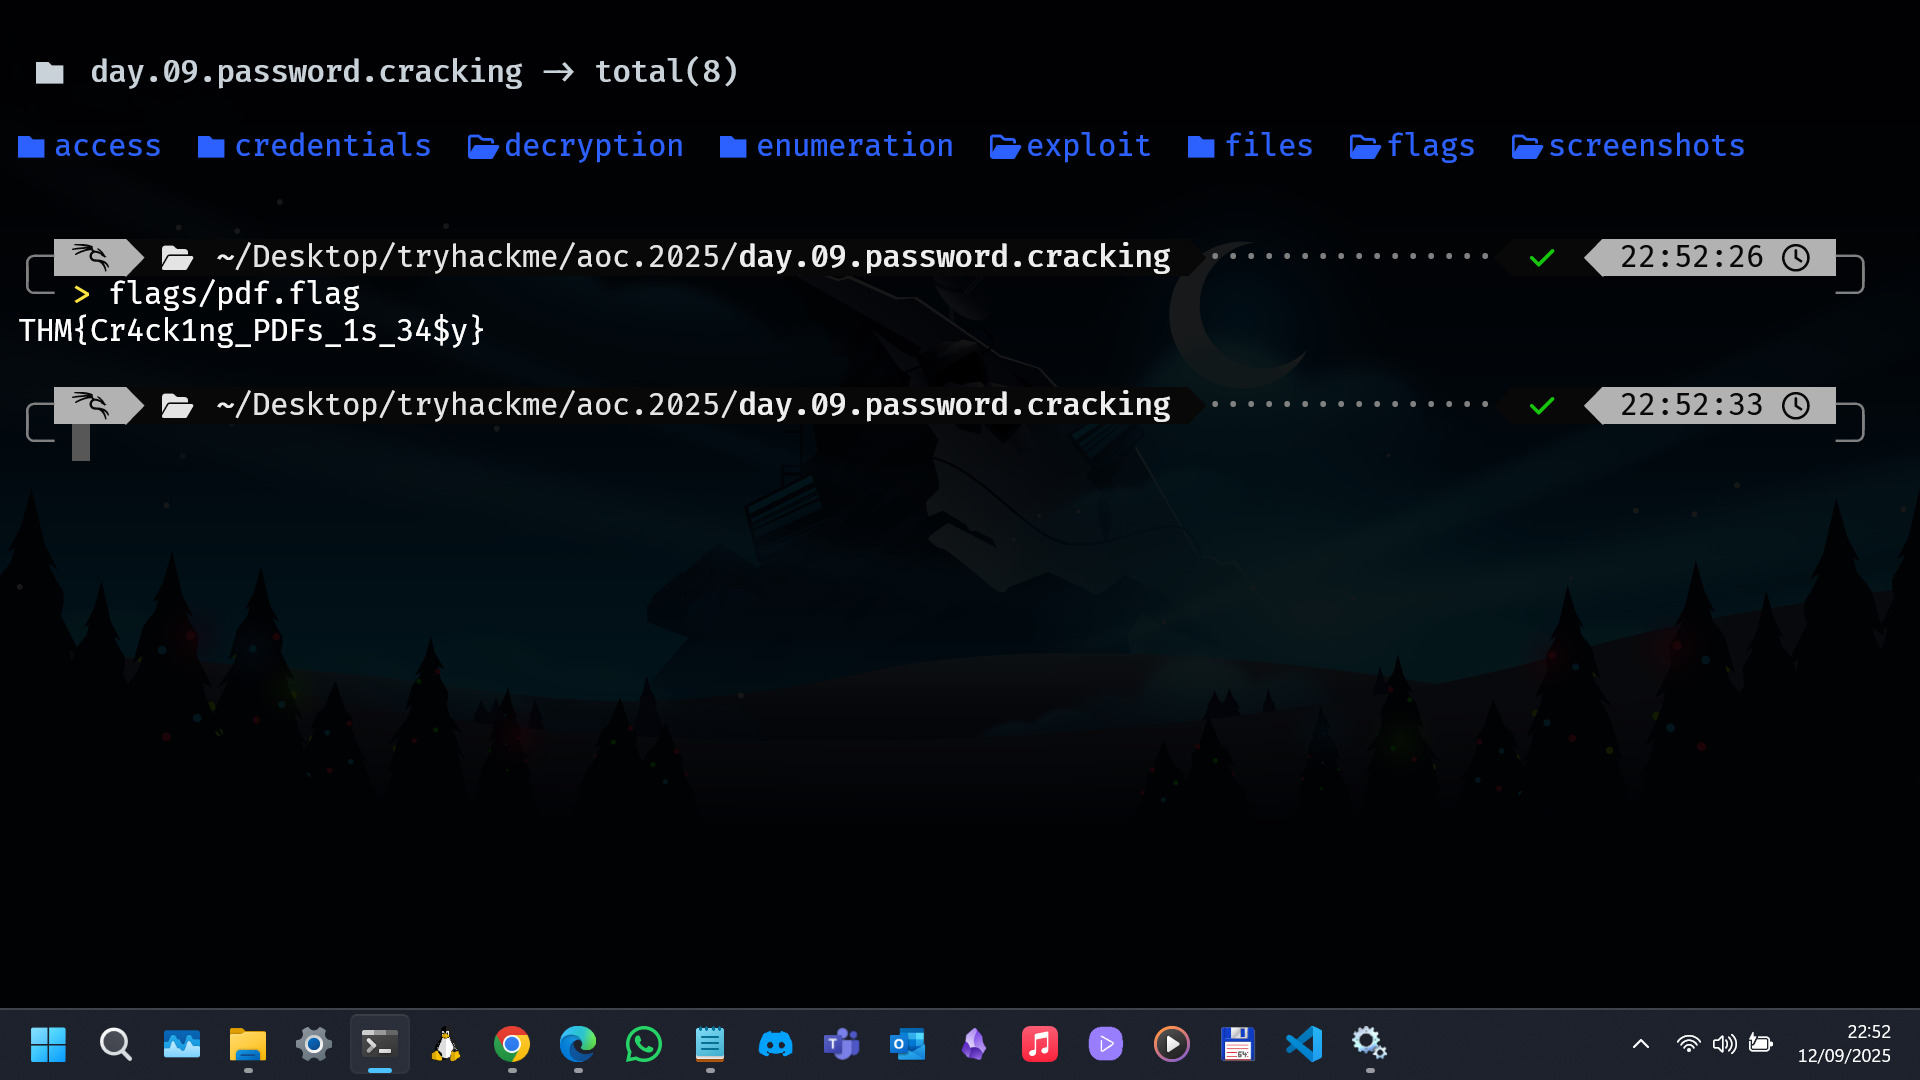 day.09.password.cracking → total(8)
access credentials decryption enumeration exploit files flags screenshots
~/Desktop/tryhackme/aoc.2025/day.09.password.cracking 22:52:26
> flags/pdf.flag
THM{Cr4ck1ng_PDFs_1s_34$y}
~/Desktop/tryhackme/aoc.2025/day.09.password.cracking 22:52:33
22:52
12/09/2025